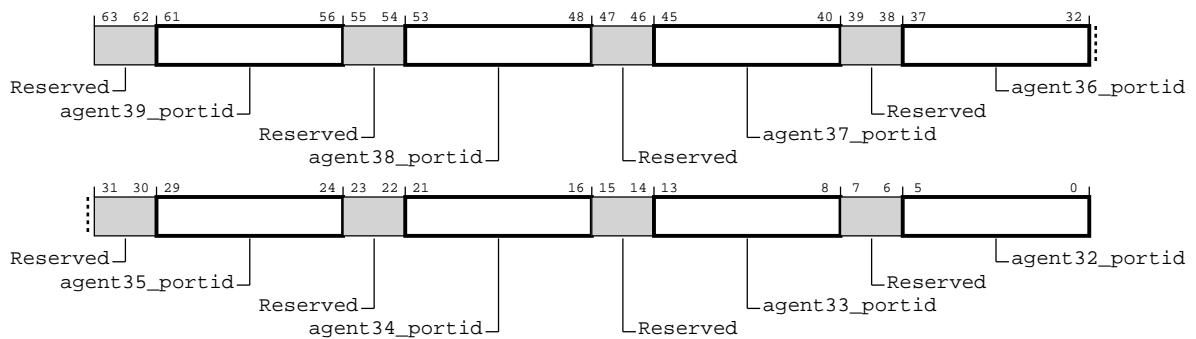 63 62 61 56 55 54 53 48 47 46 45 40 39 38 37 32
Reserved agent36_portid
agent39_portid Reserved
Reserved agent37_portid
agent38_portid Reserved
31 30 29 24 23 22 21 16 15 14 13 8 7 6 5 0
Reserved agent32_portid
agent35_portid Reserved
Reserved agent33_portid
agent34_portid Reserved